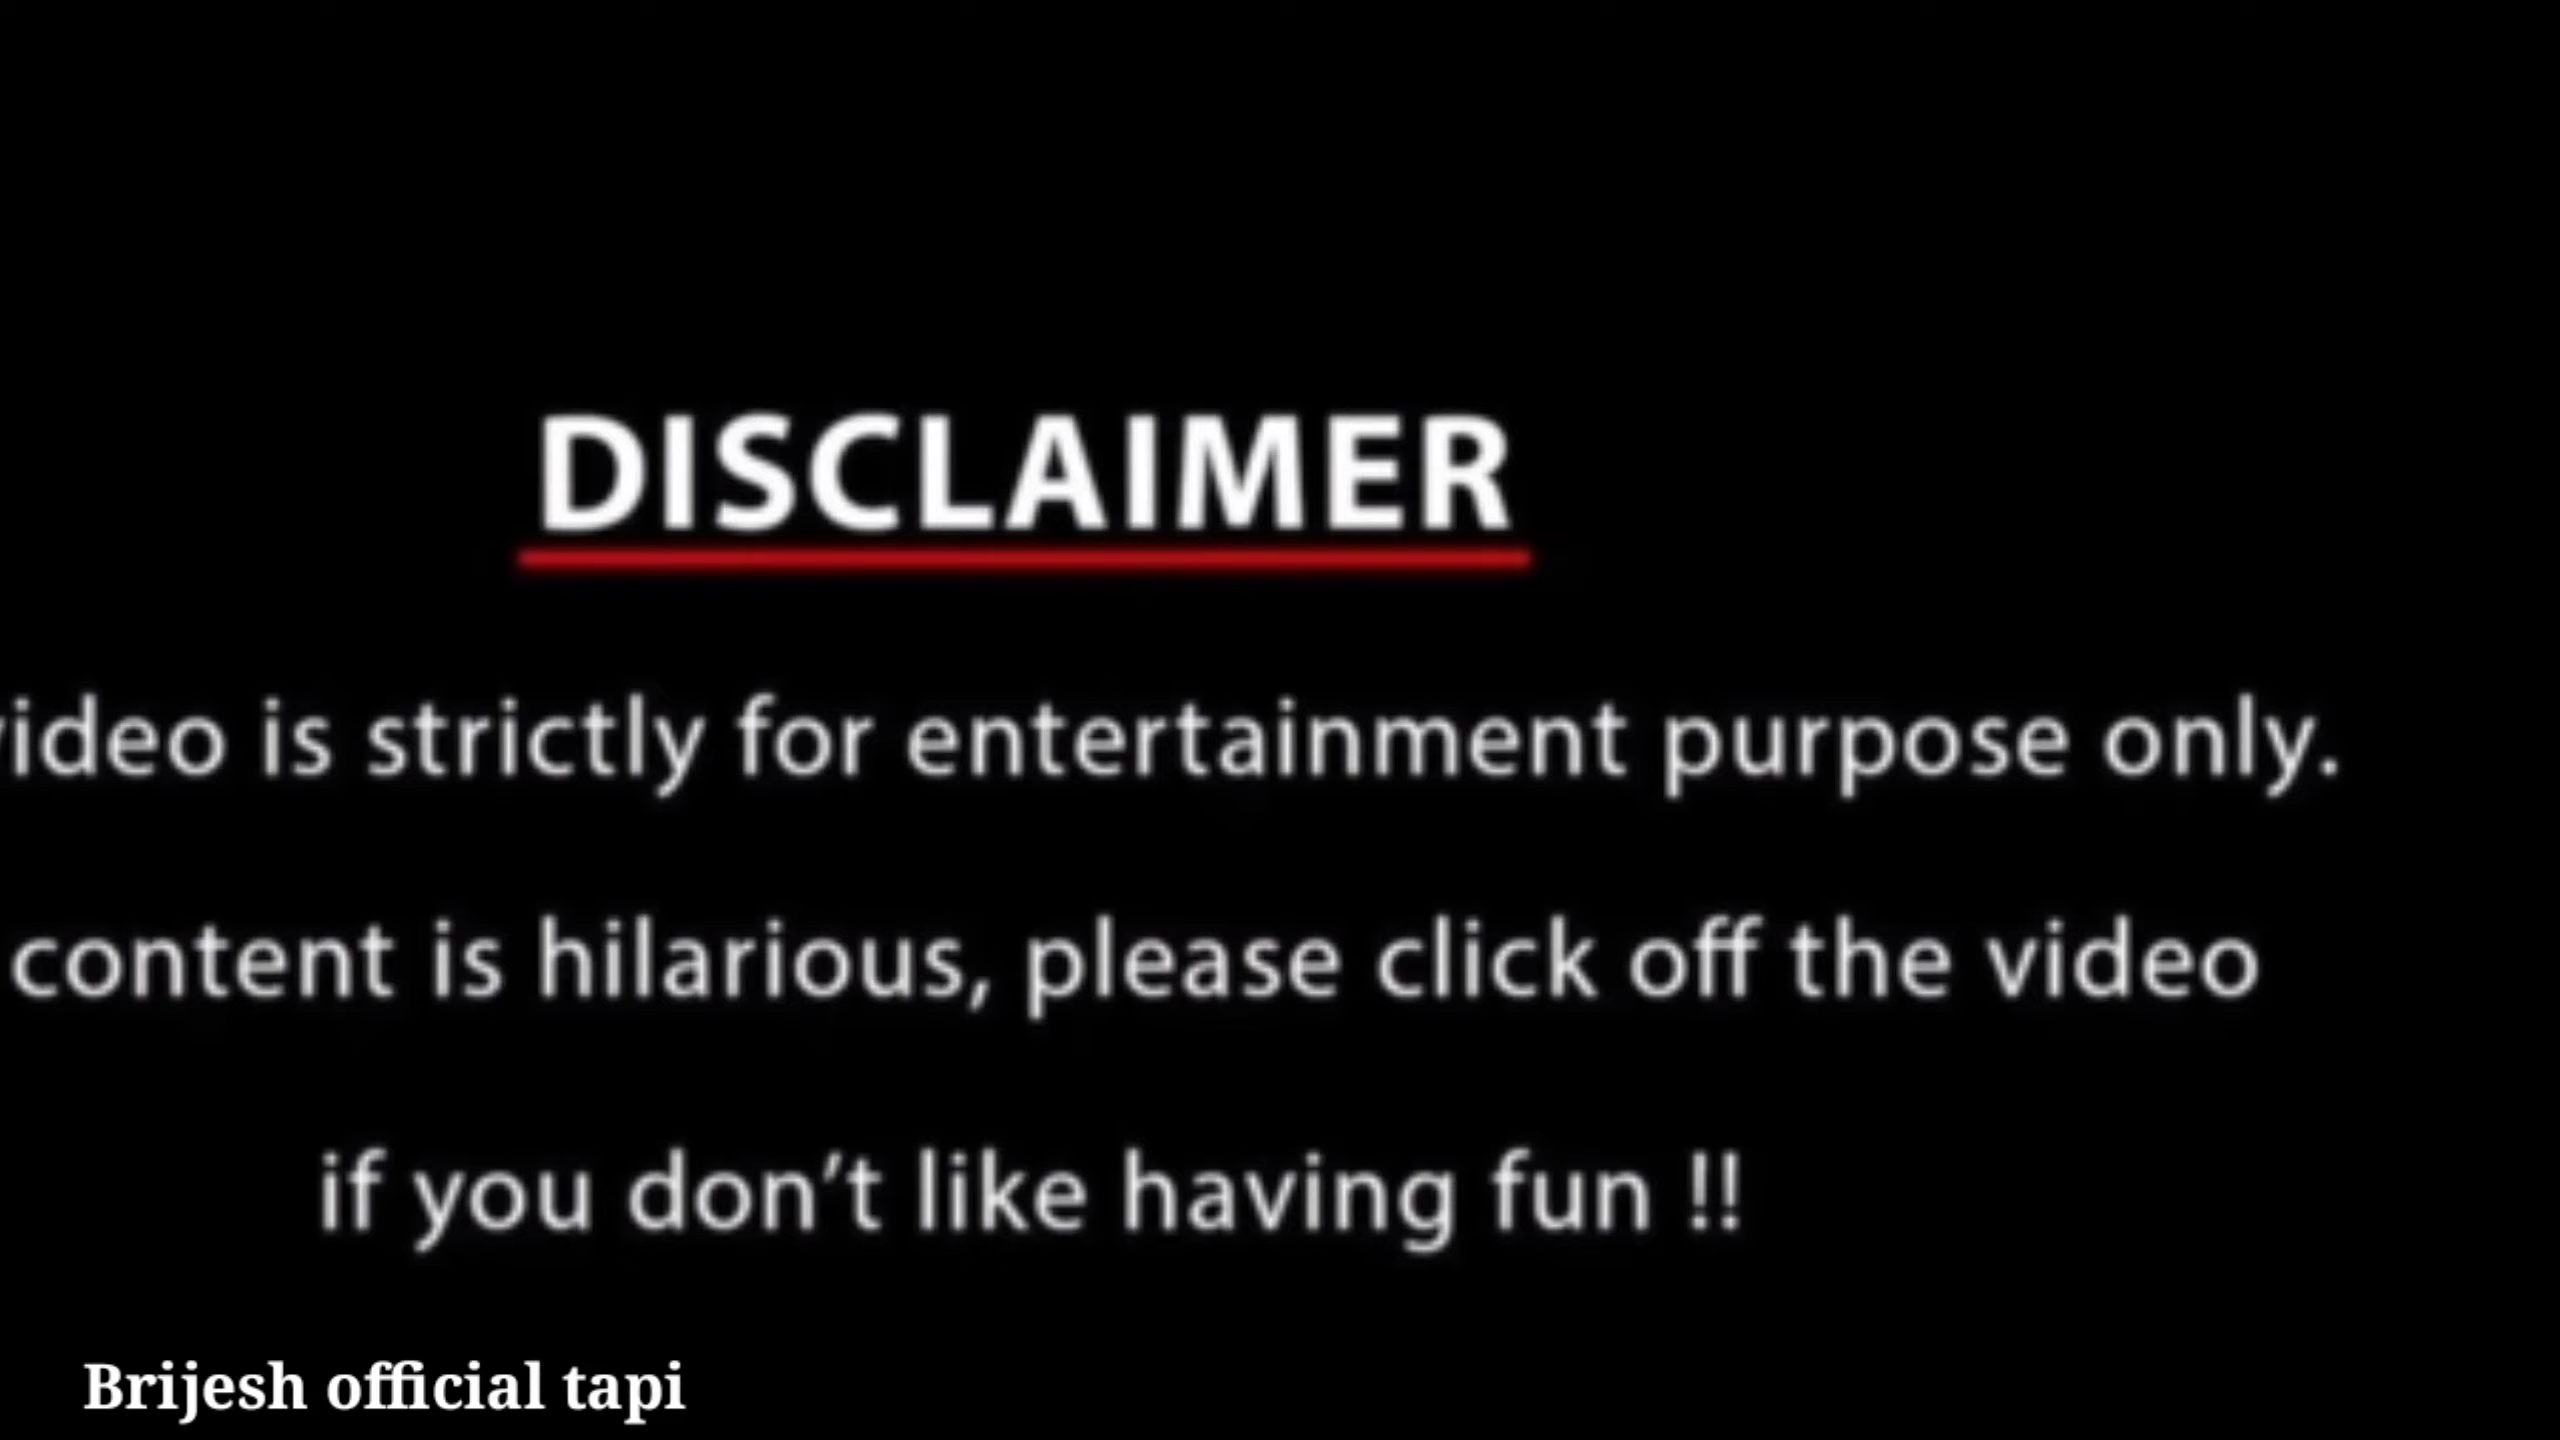 DISCLAIMER
video is strictly for entertainment purpose only.
content is hilarious, please click off the video
if you don’t like having fun !!
Brijesh official tapi